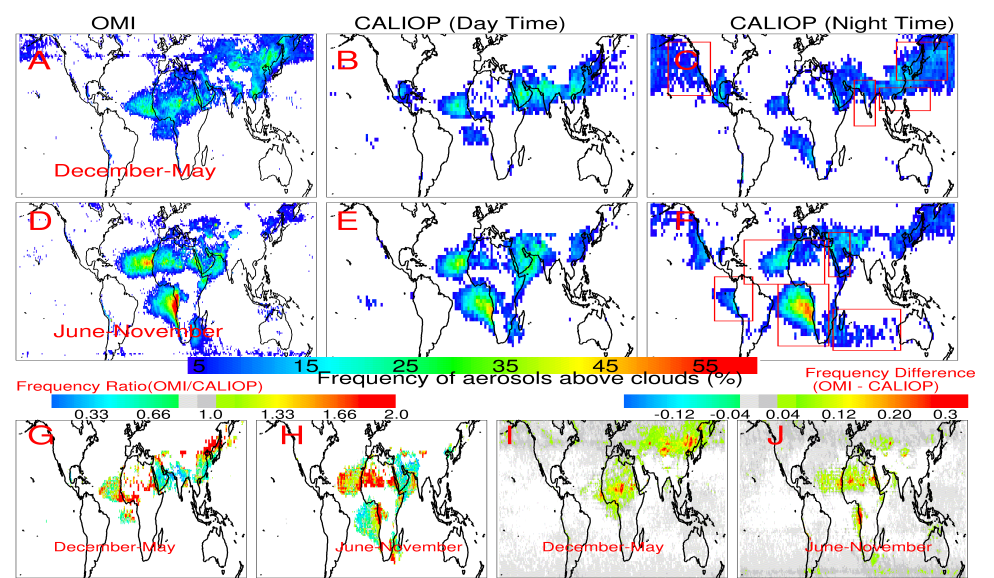 OMI CALIOP (Day Time) CALIOP (Night Time)
A B C
December-May
D E F
June-November
5 15 25 35 45 55
Frequency of aerosols above clouds (%)
Frequency Ratio(OMI/CALIOP) Frequency Difference
(OMI - CALIOP)
0.33 0.66 1.0 1.33 1.66 2.0 -0.12 -0.04 0.04 0.12 0.20 0.3
G H I J
December-May June-November December-May June-November